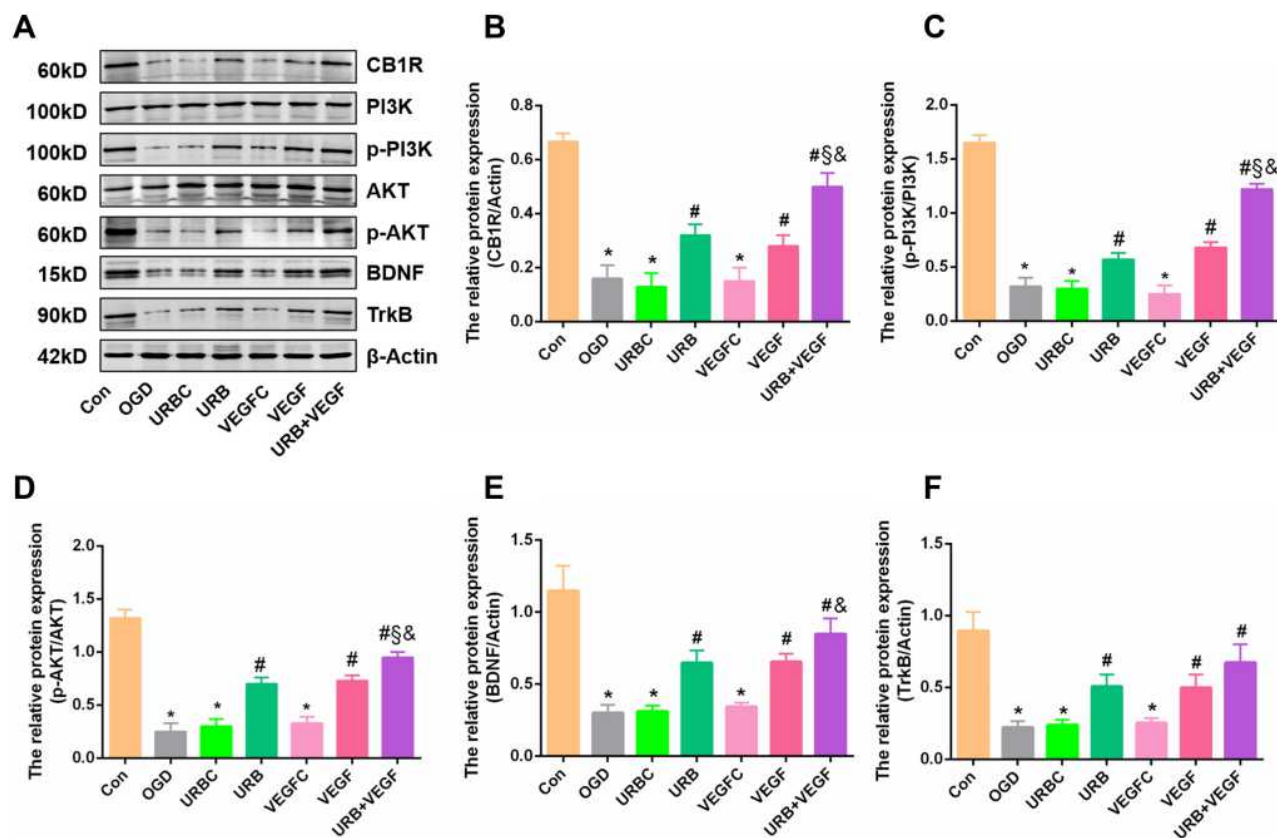 A
60kD CB1R
100kD PI3K
100kD p-PI3K
60kD AKT
60kD p-AKT
15kD BDNF
90kD TrkB
42kD β-Actin
Con OGD URBC URB VEGFC VEGF URB+VEGF
B
The relative protein expression
(CB1R/Actin)
0.8
0.6
0.4
0.2
0.0
* * # * # #§&
Con OGD URBC URB VEGFC VEGF URB+VEGF
C
The relative protein expression
(p-PI3K/PI3K)
2.0
1.5
1.0
0.5
0.0
* * # * # #§&
Con OGD URBC URB VEGFC VEGF URB+VEGF
D
The relative protein expression
(p-AKT/AKT)
2.0
1.5
1.0
0.5
0.0
* * # * # #§&
Con OGD URBC URB VEGFC VEGF URB+VEGF
E
The relative protein expression
(BDNF/Actin)
1.5
1.0
0.5
0.0
* * # * # #&
Con OGD URBC URB VEGFC VEGF URB+VEGF
F
The relative protein expression
(TrkB/Actin)
1.5
1.0
0.5
0.0
* * # * # #
Con OGD URBC URB VEGFC VEGF URB+VEGF